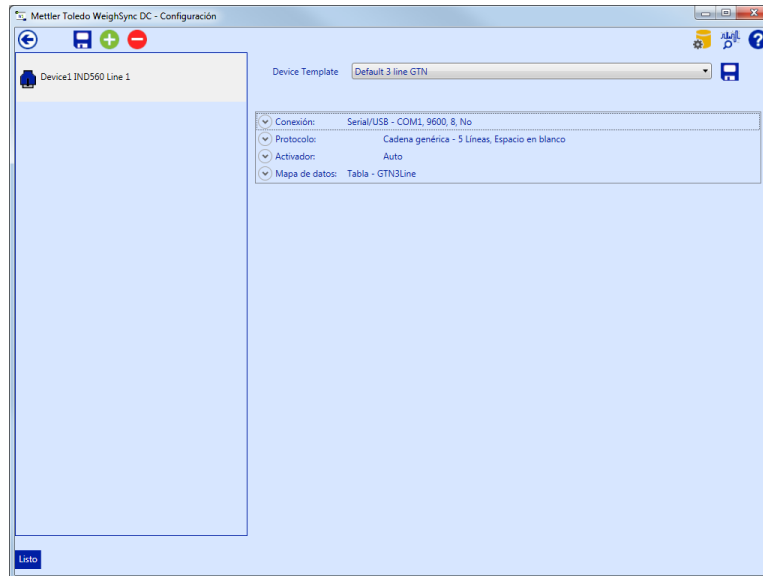 Mettler Toledo WeighSync DC - Configuración
Device1 IND560 Line 1
Device Template Default 3 line GTN
Conexión: Serial/USB - COM1, 9600, 8, No
Protocolo: Cadena genérica - 5 Líneas, Espacio en blanco
Activador: Auto
Mapa de datos: Tabla - GTN3Line
Listo